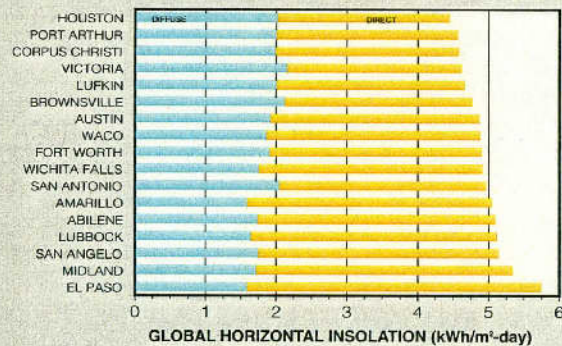 HOUSTON DIFFUSE DIRECT
PORT ARTHUR
CORPUS CHRISTI
VICTORIA
LUFKIN
BROWNSVILLE
AUSTIN
WACO
FORT WORTH
WICHITA FALLS
SAN ANTONIO
AMARILLO
ABILENE
LUBBOCK
SAN ANGELO
MIDLAND
EL PASO
0 1 2 3 4 5 6
GLOBAL HORIZONTAL INSOLATION (kWh/m²-day)